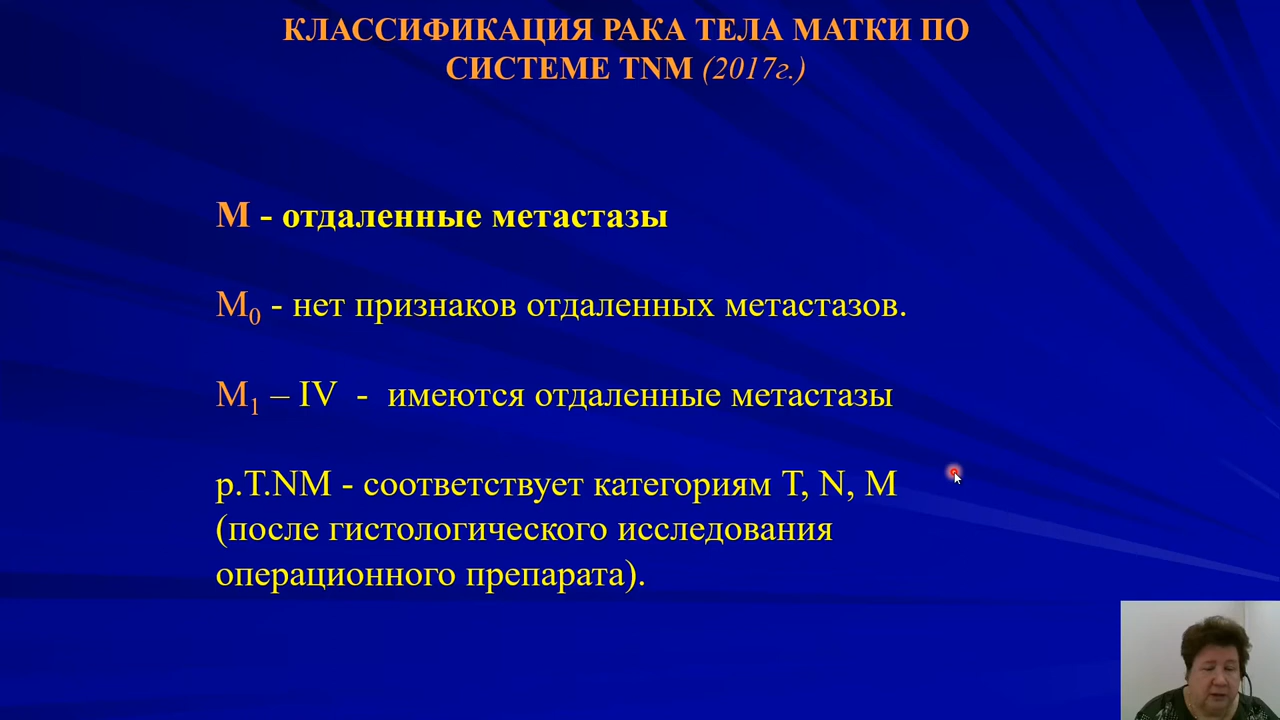 КЛАССИФИКАЦИЯ РАКА ТЕЛА МАТКИ ПО
СИСТЕМЕ TNM (2017г.)
М - отдаленные метастазы
М₀ - нет признаков отдаленных метастазов.
М₁ – IV - имеются отдаленные метастазы
р.Т.NM - соответствует категориям T, N, M
(после гистологического исследования
операционного препарата).